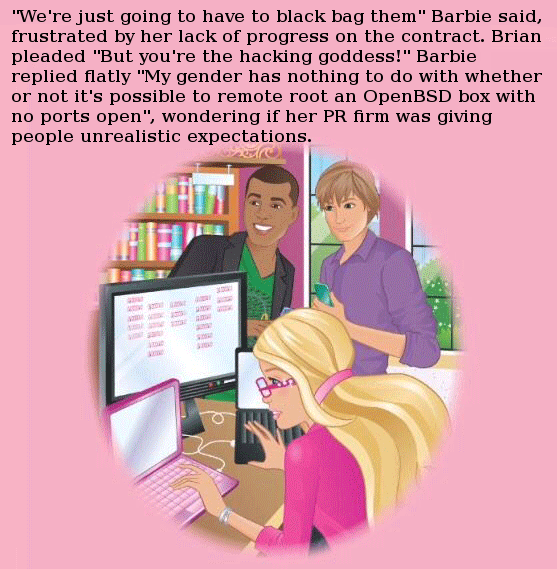 "We're just going to have to black bag them" Barbie said,
frustrated by her lack of progress on the contract. Brian
pleaded "But you're the hacking goddess!" Barbie
replied flatly "My gender has nothing to do with whether
or not it's possible to remote root an OpenBSD box with
no ports open", wondering if her PR firm was giving
people unrealistic expectations.